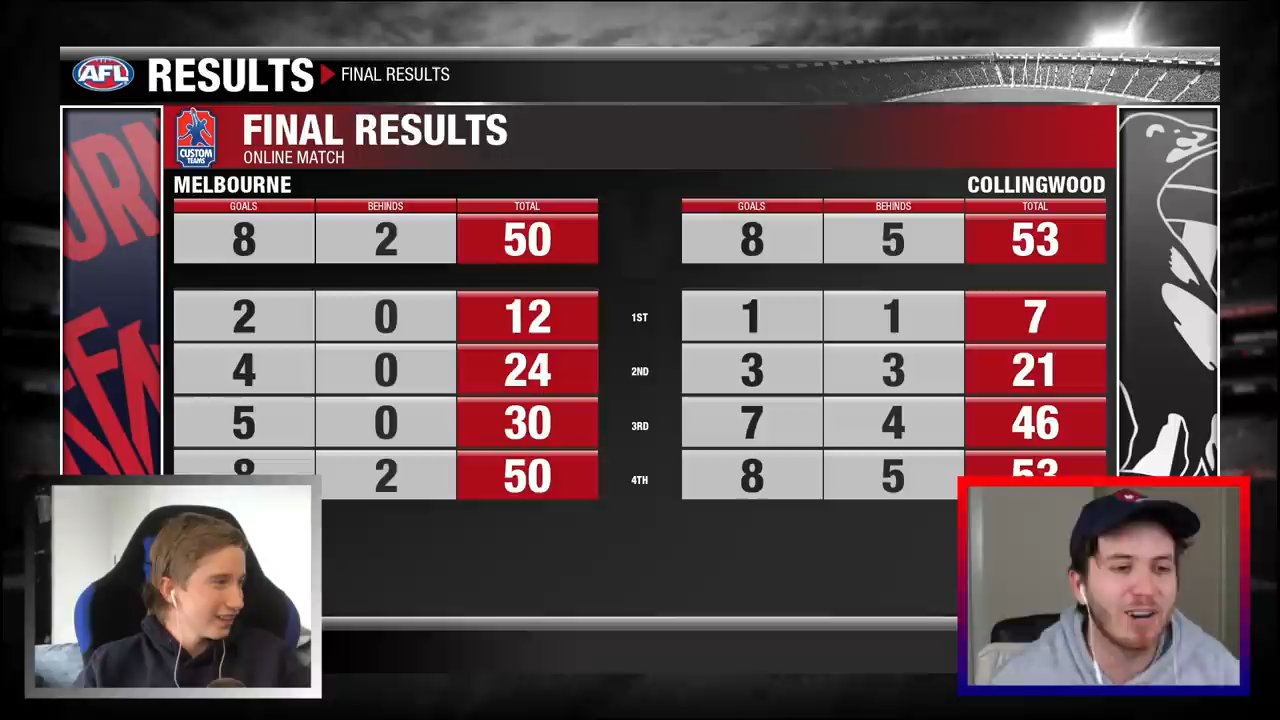 AFL RESULTS FINAL RESULTS
CUSTOM TEAMS
FINAL RESULTS
ONLINE MATCH
MELBOURNE COLLINGWOOD
GOALS BEHINDS TOTAL GOALS BEHINDS TOTAL
8 2 50 8 5 53
2 0 12 1ST 1 1 7
4 0 24 2ND 3 3 21
5 0 30 3RD 7 4 46
8 2 50 4TH 8 5 53